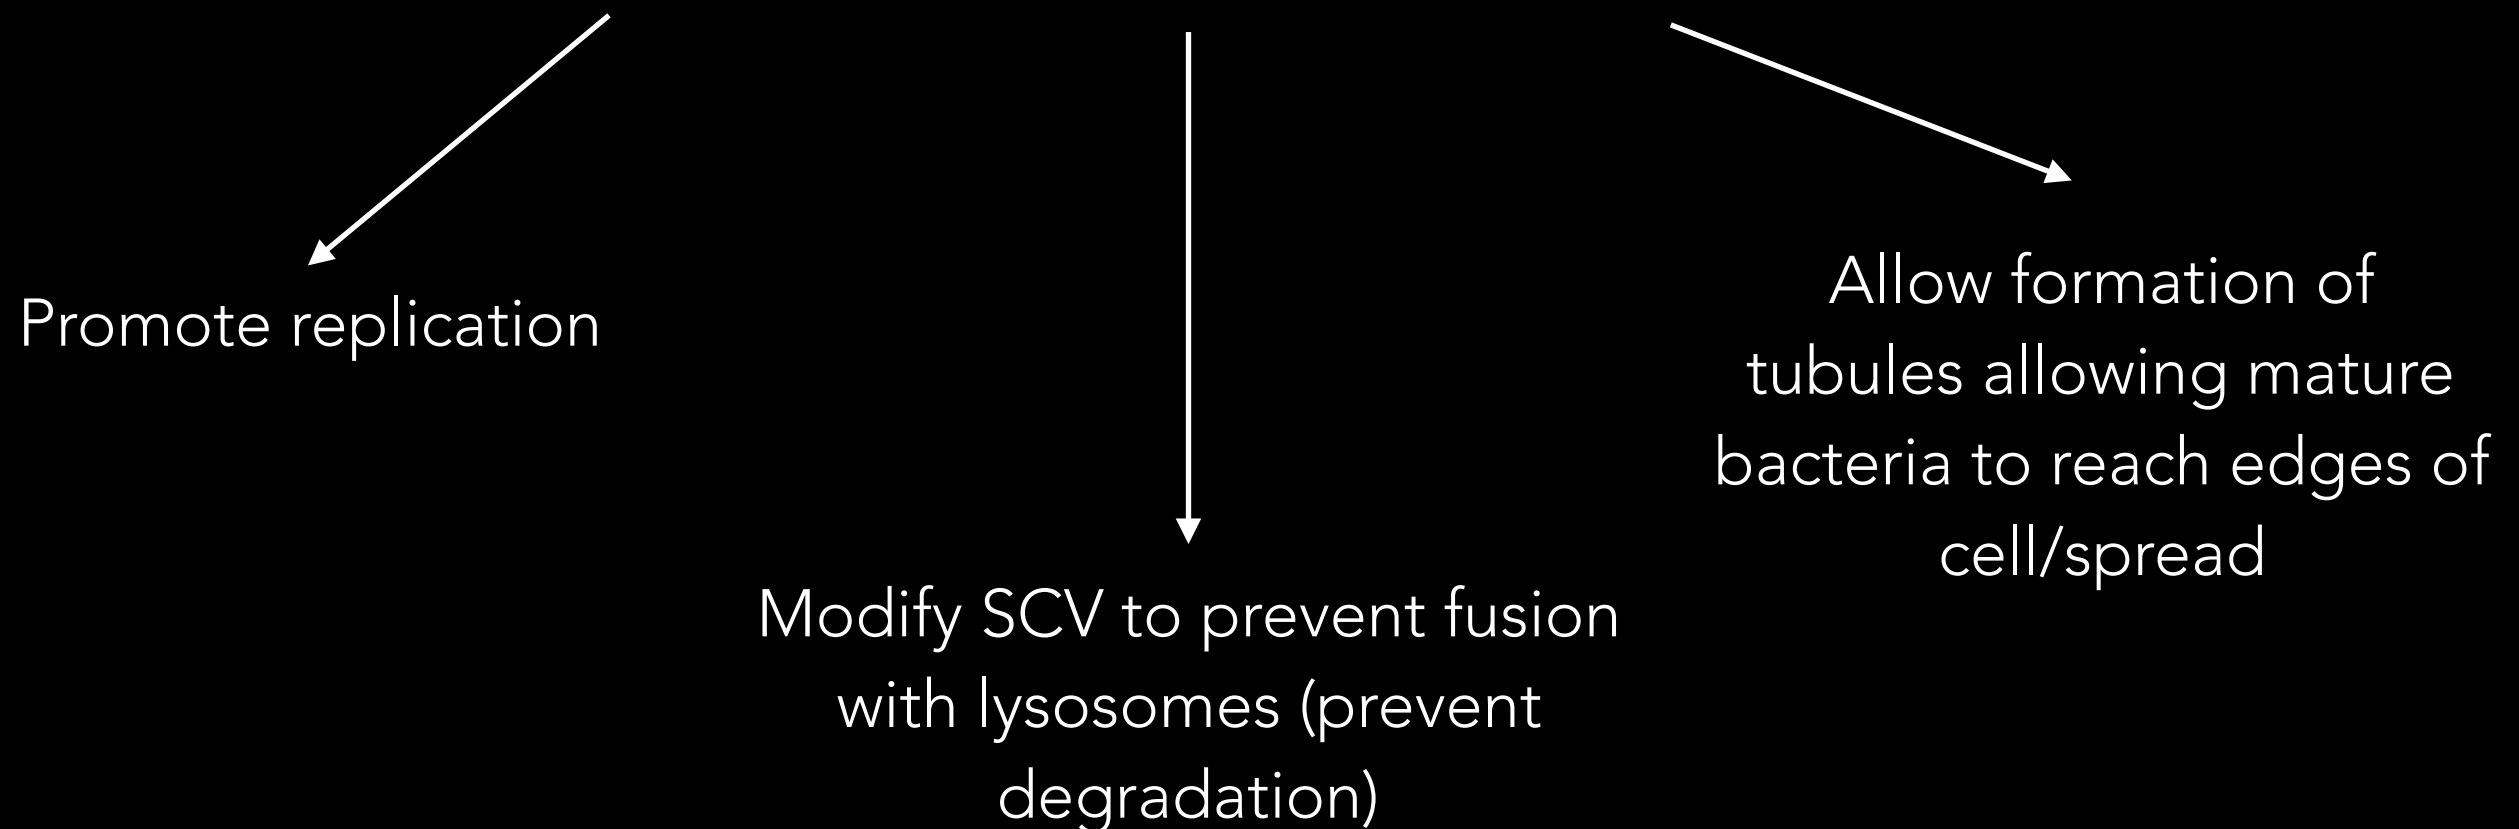 Promote replication
Allow formation of
tubules allowing mature
bacteria to reach edges of
cell/spread
Modify SCV to prevent fusion
with lysosomes (prevent
degradation)